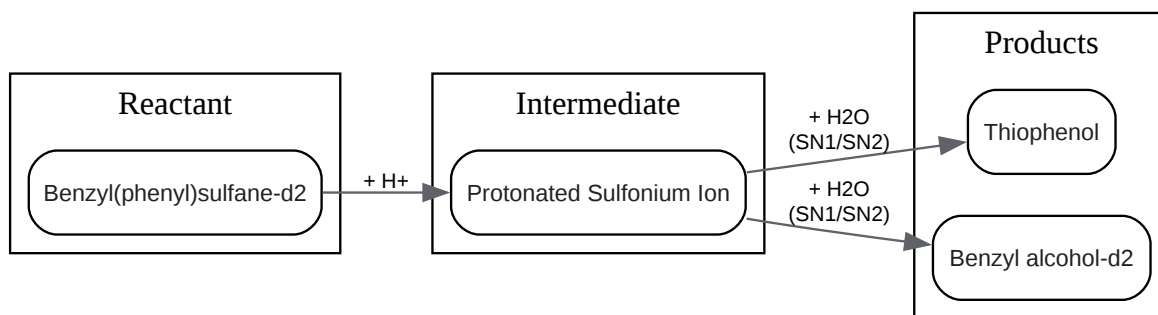 Reactant
Benzyl(phenyl)sulfane-d2
+ H+
Intermediate
Protonated Sulfonium Ion
+ H2O
(SN1/SN2)
+ H2O
(SN1/SN2)
Products
Thiophenol
Benzyl alcohol-d2